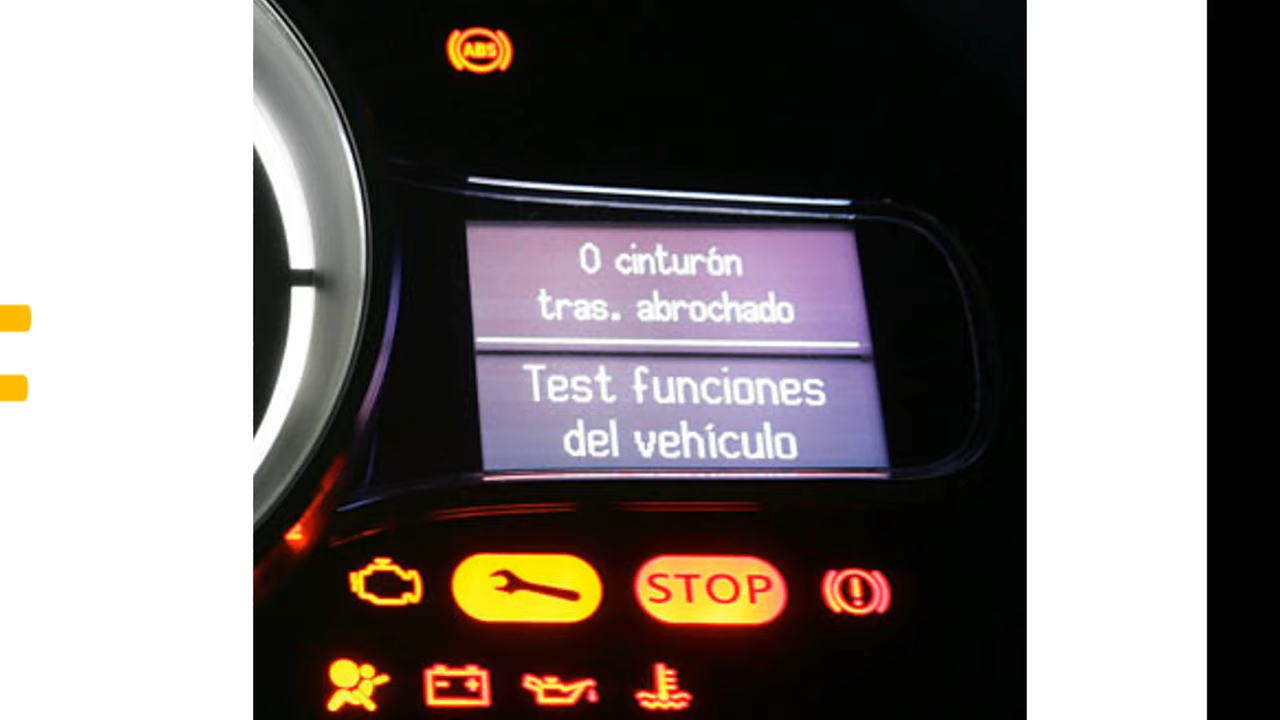 ABS
0 cinturón
tras. abrochado
Test funciones
del vehículo
STOP